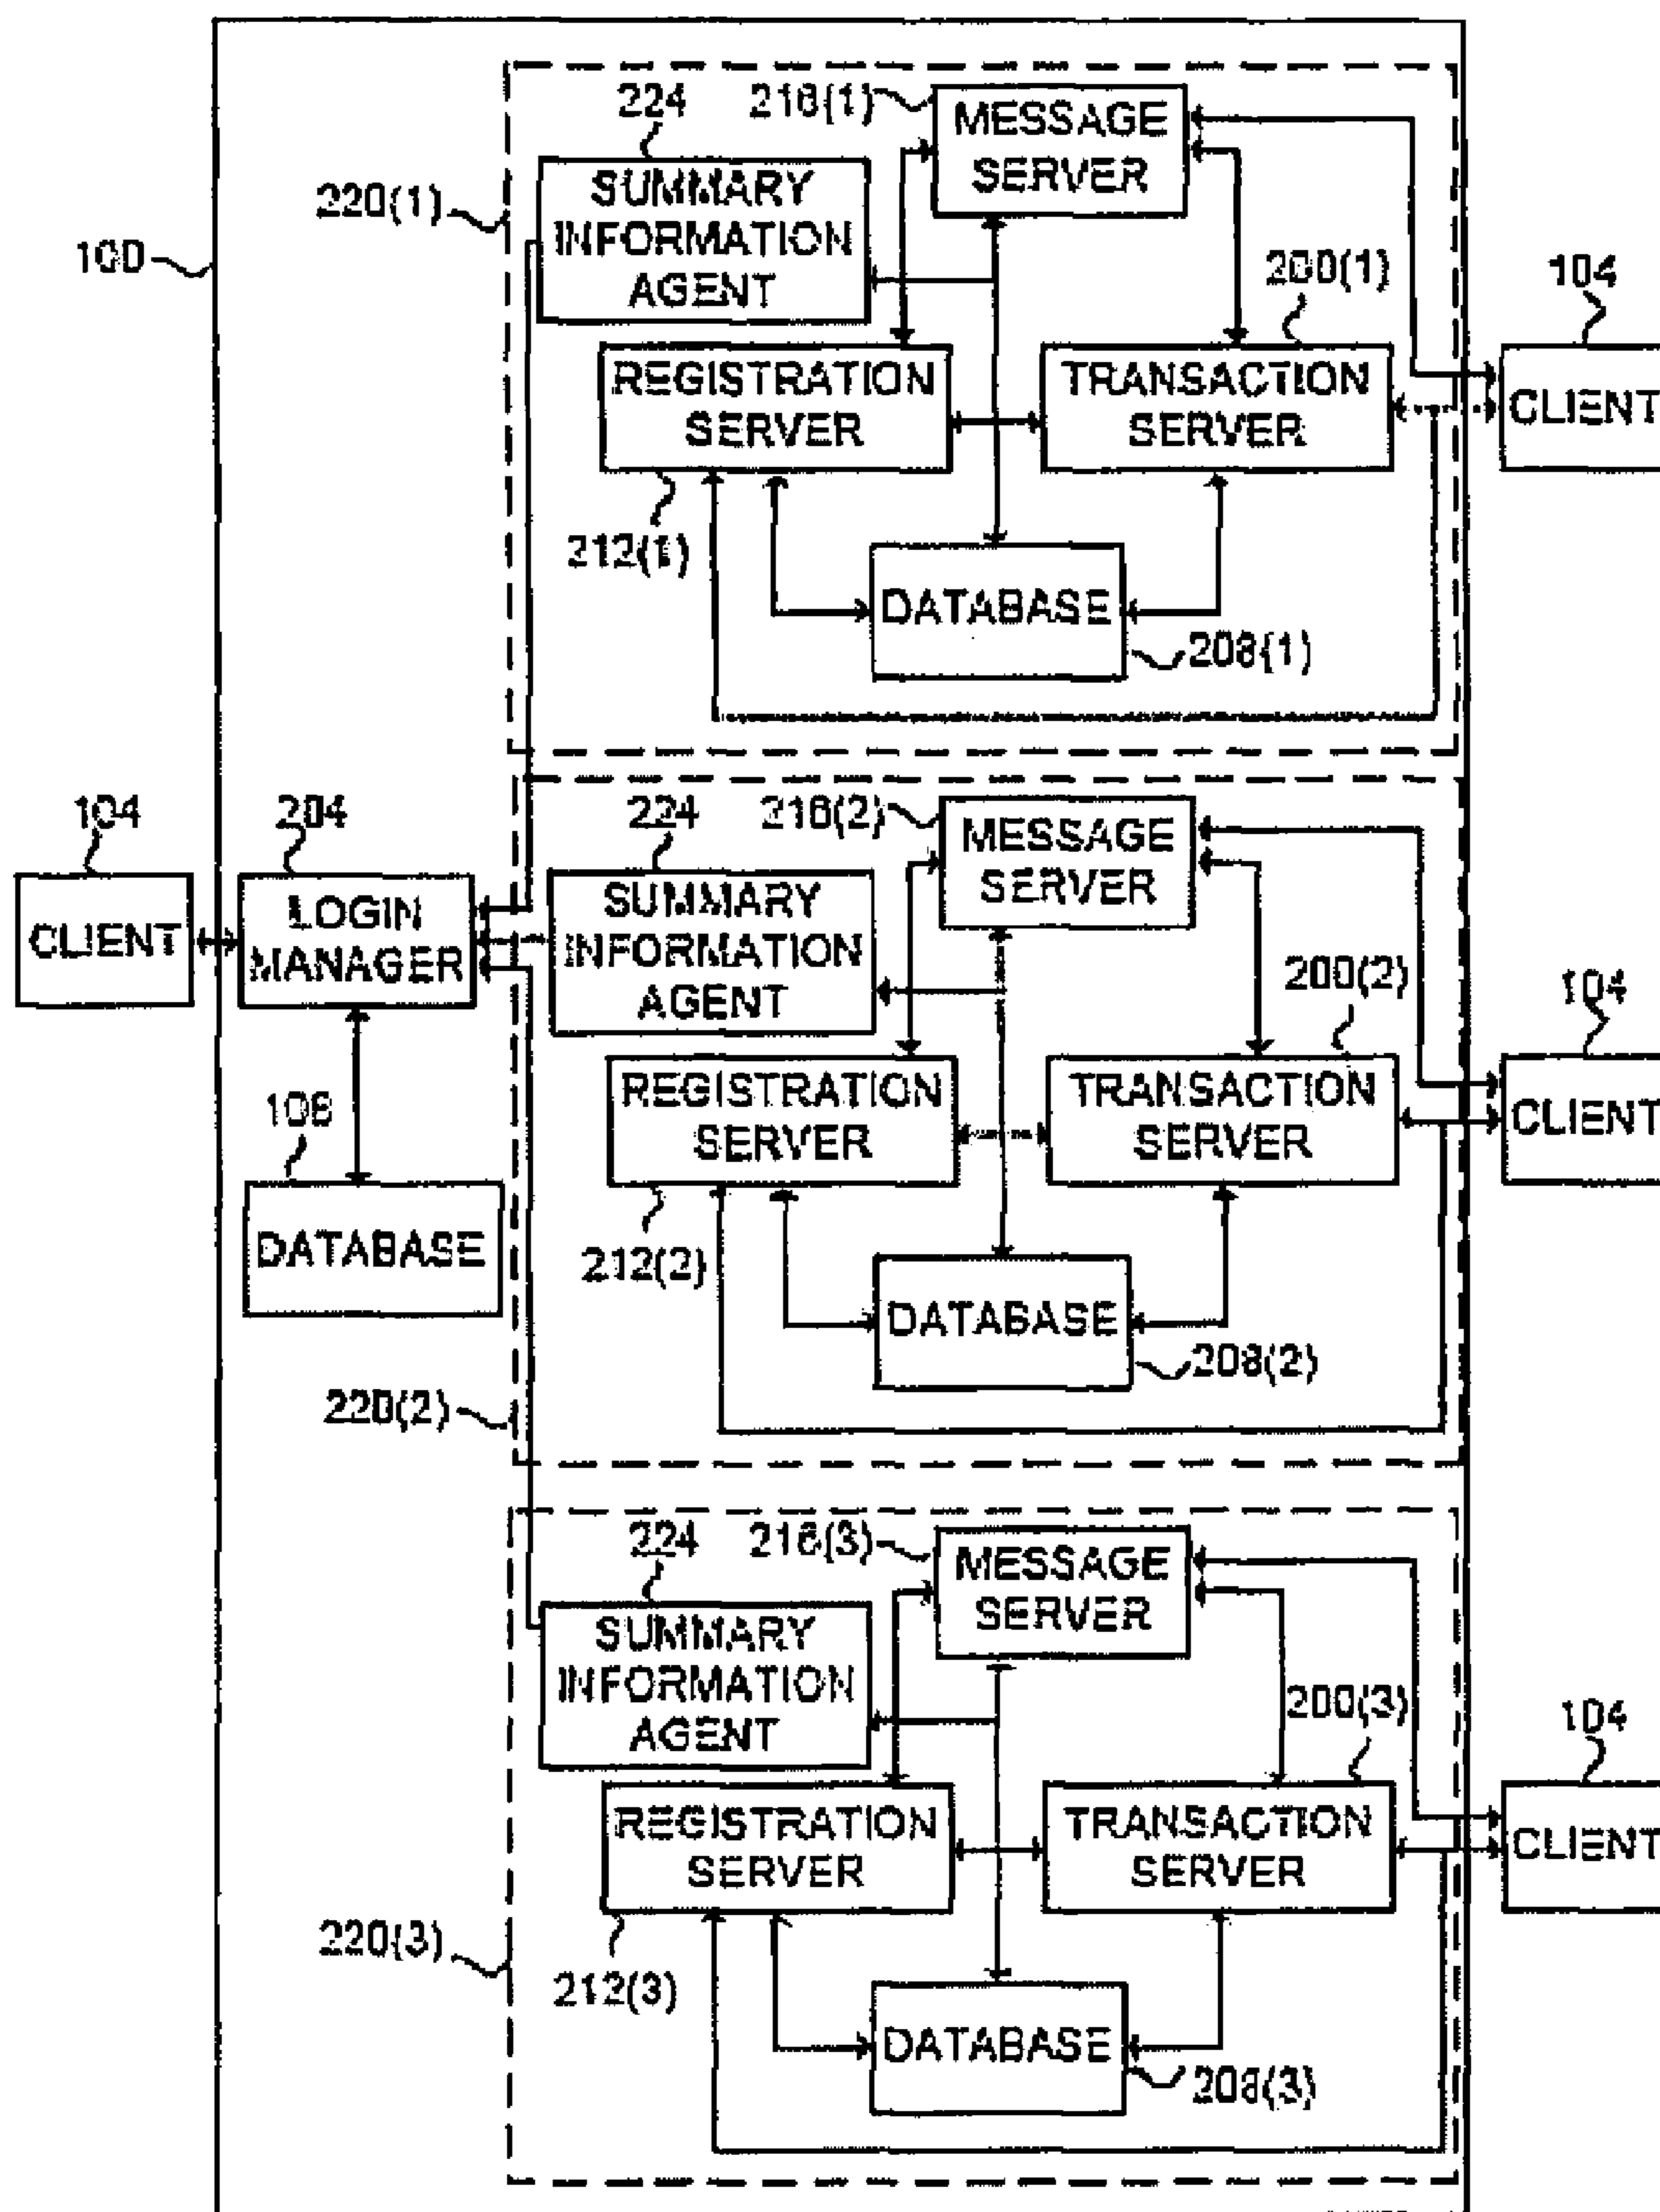 224
216(1)
MESSAGE
SERVER
SUMMARY
INFORMATION
AGENT
220(1)
100
200(1)
104
REGISTRATION
SERVER
TRANSACTION
SERVER
CLIENT
212(1)
DATABASE
208(1)
104
204
224
216(2)
MESSAGE
SERVER
CLIENT
LOGIN
MANAGER
SUMMARY
INFORMATION
AGENT
200(2)
104
108
REGISTRATION
SERVER
TRANSACTION
SERVER
CLIENT
DATABASE
212(2)
DATABASE
208(2)
220(2)
224
216(3)
MESSAGE
SERVER
SUMMARY
INFORMATION
AGENT
200(3)
104
REGISTRATION
SERVER
TRANSACTION
SERVER
CLIENT
220(3)
212(3)
DATABASE
208(3)